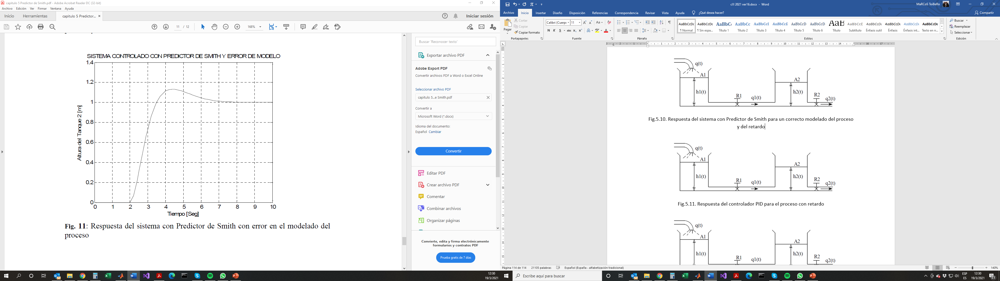 capitulo 5 Predictor de Smith.pdf - Adobe Acrobat Reader DC (32-bit)
Archivo Edición Ver Firmar Ventana Ayuda
Inicio Herramientas capitulo 5 Predictor... × Iniciar sesión
11 / 12 168%
SISTEMA CONTROLADO CON PREDICTOR DE SMITH Y ERROR DE MODELO
1.4
1.2
1
0.8
0.6
0.4
0.2
0
Altura del Tanque 2 [m]
0 1 2 3 4 5 6 7 8 9 10
Tiempo [Seg]
Fig. 11: Respuesta del sistema con Predictor de Smith con error en el modelado del
proceso
Buscar 'Reconocer texto'
Exportar archivo PDF
Adobe Export PDF
Convertir archivos PDF a Word o Excel Online
Seleccionar archivo PDF
capitulo 5...e Smith.pdf
Convertir a
Microsoft Word (*.docx)
Idioma del documento:
Español Cambiar
Convertir
Editar PDF
Crear archivo PDF
Comentar
Combinar archivos
Organizar páginas
Convierte, edita y firma electrónicamente
formularios y contratos PDF
Prueba gratis de 7 días
12:30
19/3/2021
cIII 2021 ver16.docx - Word
MaRCoS ToiBeRo
Archivo Inicio Insertar Diseño Disposición Referencias Correspondencia Revisar Vista Ayuda ¿Qué desea hacer? Compartir
Pegar
Cortar
Copiar
Copiar formato
Portapapeles
Calibri (Cuerp 11
N K S abc x₂ x²
Fuente
Párrafo
AaBbCcDc AaBbCcDc AaBbC AaBbCc AaBbCcI AaBbCcL AaBbCcD AaBbCcD AaB AaBbCcD AaBbCcDt AaBbCcDt AaBbCcDt AaBbCcDc
¶ Normal ¶ Sin espa... Título 1 Título 2 Título 3 Título 4 Título 5 Título 6 Título Subtítulo Énfasis sutil Énfasis Énfasis int... Texto en n...
Estilos
Buscar
Reemplazar
Seleccionar
Edición
q(t)
A1
h1(t)
R1
q1(t)
A2
h2(t)
R2
q2(t)
Fig.5.10. Respuesta del sistema con Predictor de Smith para un correcto modelado del proceso
y del retardo
q(t)
A1
h1(t)
R1
q1(t)
A2
h2(t)
R2
q2(t)
Fig.5.11. Respuesta del controlador PID para el proceso con retardo
q(t)
A1
h1(t)
R1
q1(t)
A2
h2(t)
R2
q2(t)
Página 114 de 114 21105 palabras Español (España - alfabetización tradicional) 140%
Escribe aquí para buscar
ESP
ES
12:30
19/3/2021
23